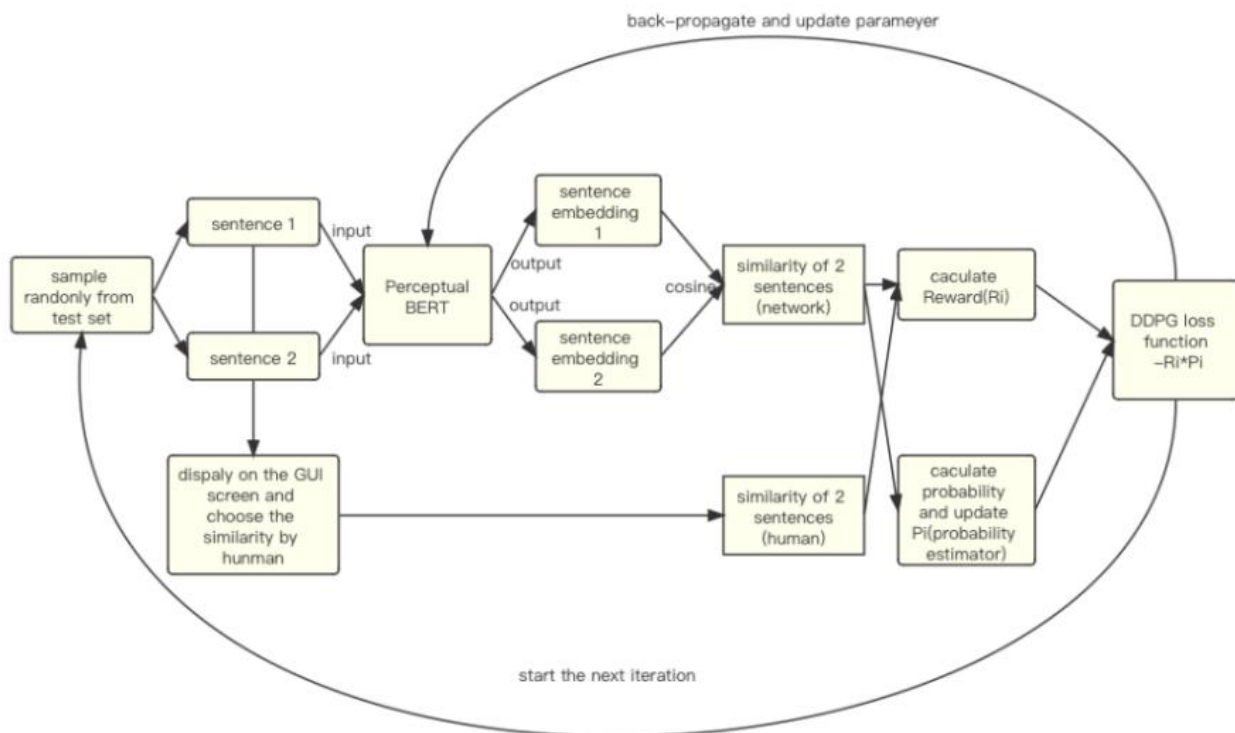 back-propagate and update parameyer
sentence 1
input
sample
randonly from
test set
sentence 2
input
Perceptual
BERT
output
output
sentence
embedding
1
sentence
embedding
2
cosine
similarity of 2
sentences
(network)
caculate
Reward(Ri)
DDPG loss
function
-Ri*Pi
dispaly on the GUI
screen and
choose the
similarity by
hunman
similarity of 2
sentences
(human)
caculate
probability
and update
Pi(probability
estimator)
start the next iteration